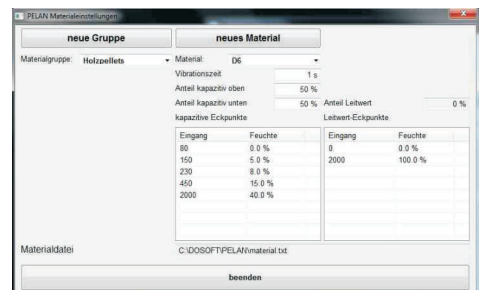 PELAN Materialeinstellungen
neue Gruppe neues Material
Materialgruppe: Holzpellets Material: D6
Vibrationszeit 1 s
Anteil kapazitiv oben 50 %
Anteil kapazitiv unten 50 % Anteil Leitwert 0 %
kapazitive Eckpunkte Leitwert-Eckpunkte
Eingang Feuchte Eingang Feuchte
80 0.0 % 0 0.0 %
150 5.0 % 2000 100.0 %
230 8.0 %
450 15.0 %
2000 40.0 %
Materialdatei C:\DOSOFT\PELAN\material.txt
beenden